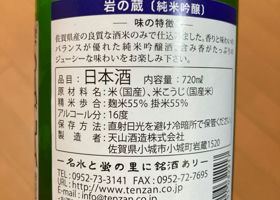 岩の蔵〔純米吟醸〕
味の特徴
佐賀県産の良質な酒米のみで仕込みました。香りと味わいの
バランスが優れた純米吟醸酒で含み香がたっぷりの
ジューシーな味わいをお楽しみ下さい。
日本酒 内容量：720㎖
原材料名：米（国産）、米こうじ（国産米）
精米歩合：麹米55％ 掛米55％
アルコール分：16度
保存方法：直射日光を避け冷暗所で保管ください。
製造者：天山酒造株式会社
佐賀県小城市小城町岩蔵1520
―名水と蛍の里に銘酒あり―
TEL 0952-73-3141 FAX 0952-72-7695
http://www.tenzan.co.jp
info@tenzan.co.jp